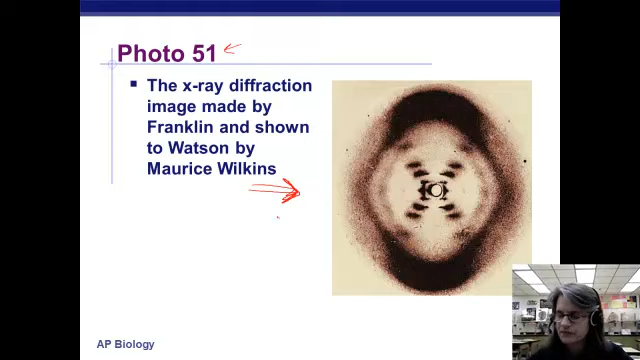 Photo 51
The x-ray diffraction
image made by
Franklin and shown
to Watson by
Maurice Wilkins
AP Biology